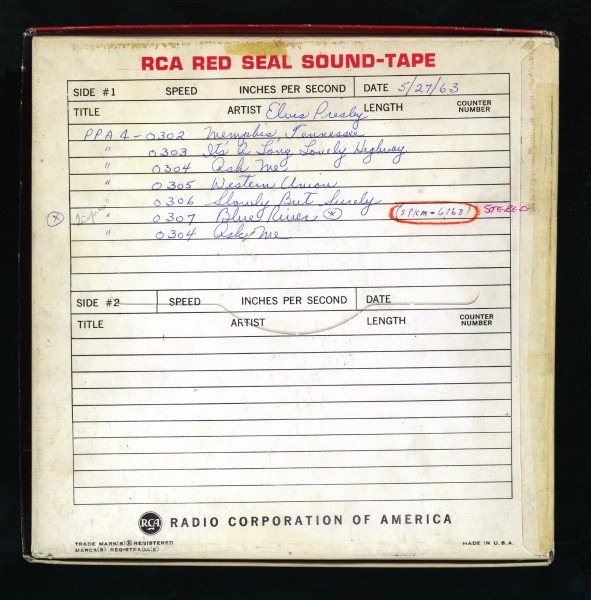 RCA RED SEAL SOUND-TAPE
SIDE #1 SPEED INCHES PER SECOND DATE 5/27/63
TITLE ARTIST Elvis Presly LENGTH COUNTER NUMBER
PPA4-0302 Memphis, Tennessee
" 0303 It's A Long Lonely Highway
" 0304 Ask Me
" 0305 Western Union
" 0306 Slowly But Surely
" 0307 Blue River (SPKM-6163) STEREO
" 0304 Ask Me
SIDE #2 SPEED INCHES PER SECOND DATE
TITLE ARTIST LENGTH COUNTER NUMBER
RCA RADIO CORPORATION OF AMERICA
TRADE MARK(S)® REGISTERED
MARCA(S) REGISTRADA(S)
MADE IN U.S.A.